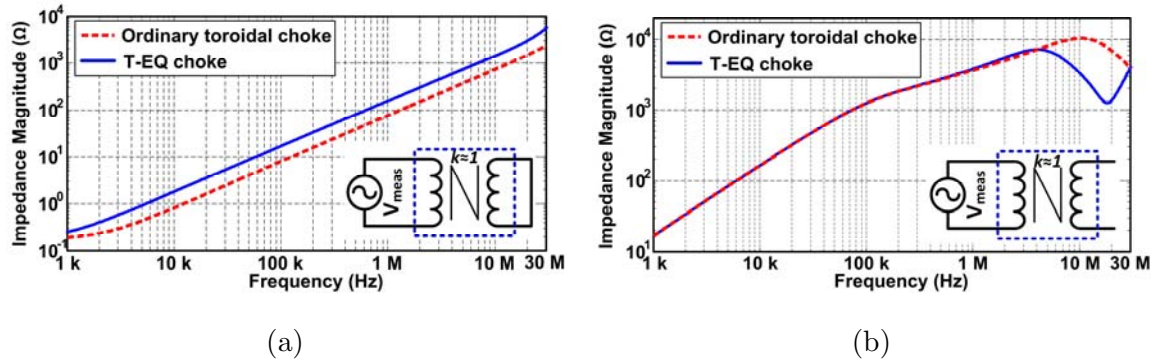 Impedance Magnitude (Ω)
10⁴
10³
10²
10¹
10⁰
10⁻¹
Ordinary toroidal choke
T-EQ choke
k≈1
Vmeas
1 k
10 k
100 k
1 M
10 M
30 M
Frequency (Hz)
(a)
Impedance Magnitude (Ω)
10⁴
10³
10²
10¹
Ordinary toroidal choke
T-EQ choke
k≈1
Vmeas
1 k
10 k
100 k
1 M
10 M
30 M
Frequency (Hz)
(b)